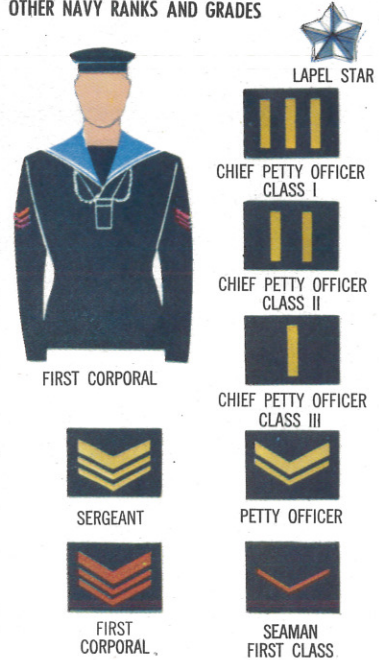 OTHER NAVY RANKS AND GRADES
LAPEL STAR
CHIEF PETTY OFFICER
CLASS I
CHIEF PETTY OFFICER
CLASS II
FIRST CORPORAL
CHIEF PETTY OFFICER
CLASS III
SERGEANT
PETTY OFFICER
FIRST
CORPORAL
SEAMAN
FIRST CLASS